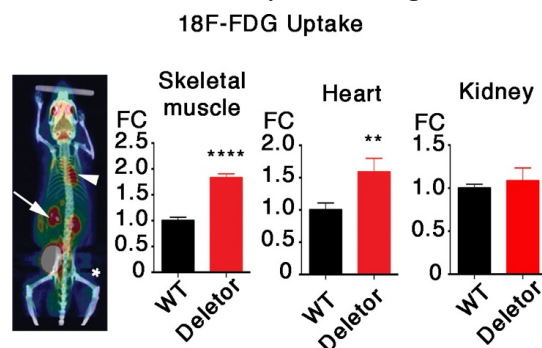 18F-FDG Uptake
Skeletal
muscle
Heart
Kidney
FC
2.5
2.0
1.5
1.0
0.5
0
****
WT
Deletor
FC
2.0
1.5
1.0
0.5
0
**
WT
Deletor
FC
1.5
1.0
0.5
0
WT
Deletor
*